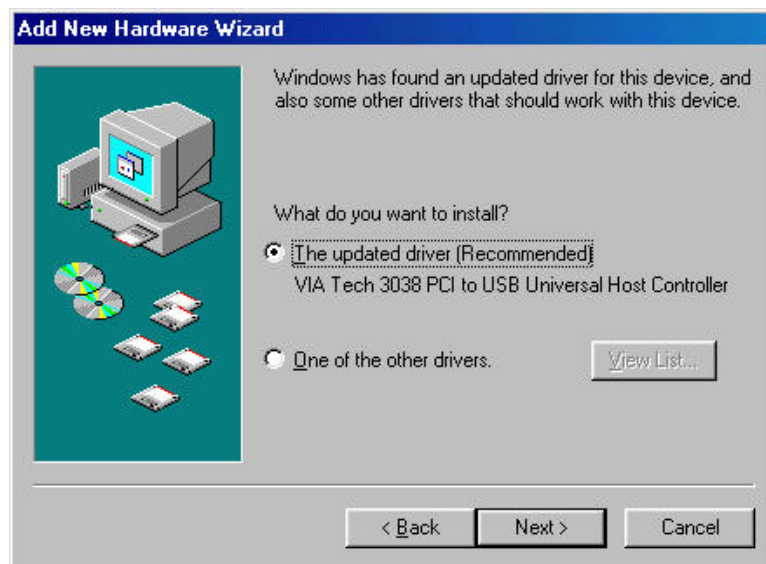 Add New Hardware Wizard
Windows has found an updated driver for this device, and
also some other drivers that should work with this device.
What do you want to install?
The updated driver (Recommended)
VIA Tech 3038 PCI to USB Universal Host Controller
One of the other drivers.
View List...
< Back
Next >
Cancel